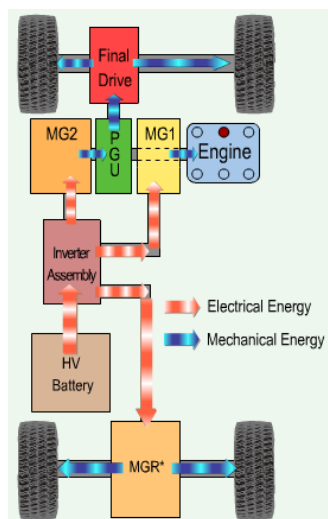 Final
Drive
MG2
P
G
U
MG1
Engine
Inverter
Assembly
Electrical Energy
Mechanical Energy
HV
Battery
MGR*